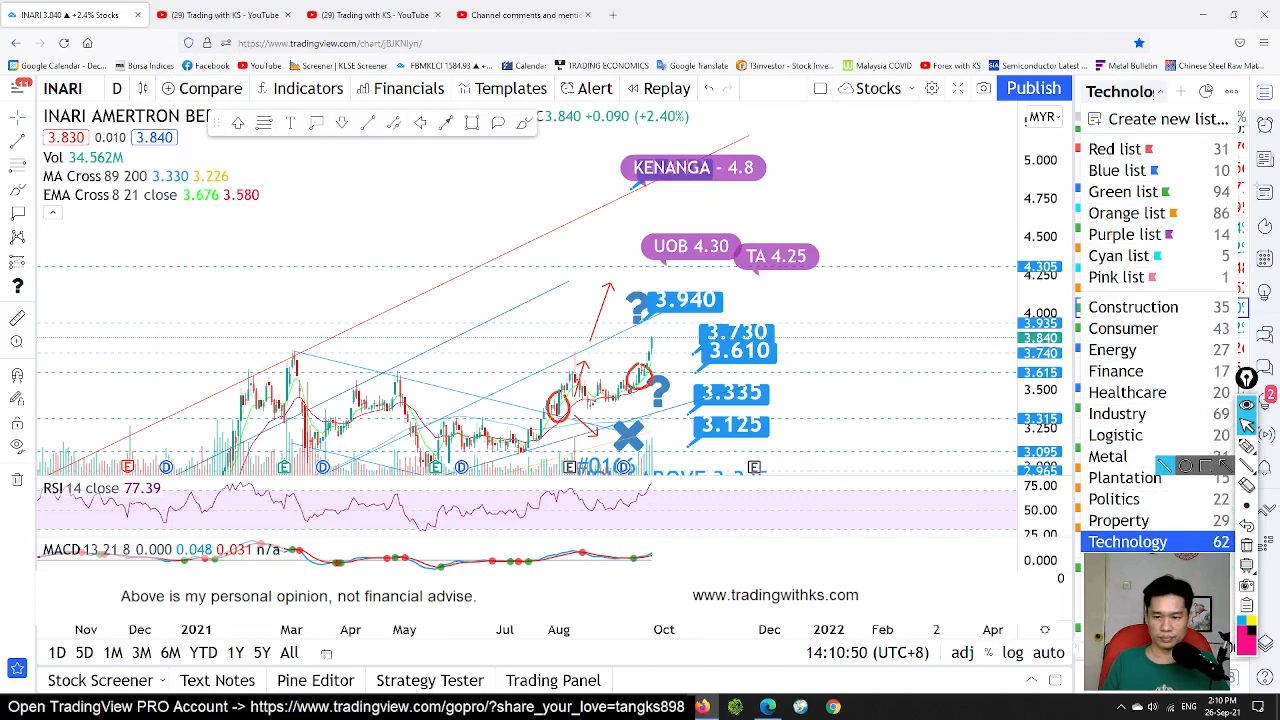 INARI 3.840 ▲ +2.4% Stocks
(29) Trading with KS - YouTube
(29) Trading with KS - YouTube
Channel comments and menti
https://www.tradingview.com/chart/jBJKNlyn/
Google Calendar - Dec...
Bursa Indices
Facebook
YouTube
Screener | KLSE Screener
FBMKLCI 1584.97 ▲ +...
Calendar
TRADING ECONOMICS
Google Translate
I3investor - Stock Inve...
Malaysia COVID
Forex with KS
Semiconductor Latest ...
Metal Bulletin
Chinese Steel Raw Mat...
INARI
D
Compare
Indicators
Financials
Templates
Alert
Replay
Stocks
Publish
INARI AMERTRON BE
C3.840 +0.090 (+2.40%)
MYR
3.830 0.010 3.840
Vol 34.562M
MA Cross 89 200 3.330 3.226
EMA Cross 8 21 close 3.676 3.580
KENANGA - 4.8
UOB 4.30
TA 4.25
? 3.940
3.730
3.610
?
3.335
3.125
5.000
4.750
4.500
4.305
4.250
4.000
3.935
3.840
3.740
3.615
3.500
3.315
3.250
3.095
2.965
E D E D E D E D E
RSI 14 close 77.39
75.00
50.00
25.00
MACD 13 21 8 0.000 0.048 0.031 n/a
0.000
0
Above is my personal opinion, not financial advise.
www.tradingwithks.com
Nov Dec 2021 Mar Apr May Jul Aug Oct Dec 2022 Feb 2 Apr
1D 5D 1M 3M 6M YTD 1Y 5Y All
14:10:50 (UTC+8) adj % log auto
Stock Screener
Text Notes
Pine Editor
Strategy Tester
Trading Panel
Technolo
Create new list...
Red list 31
Blue list 10
Green list 94
Orange list 86
Purple list 14
Cyan list 5
Pink list 1
Construction 35
Consumer 43
Energy 27
Finance 17
Healthcare 20
Industry 69
Logistic 20
Metal
Plantation 15
Politics 22
Property 29
Technology 62
11
2
Open TradingView PRO Account -> https://www.tradingview.com/gopro/?share_your_love=tangks898
2:10 PM
26-Sep-21